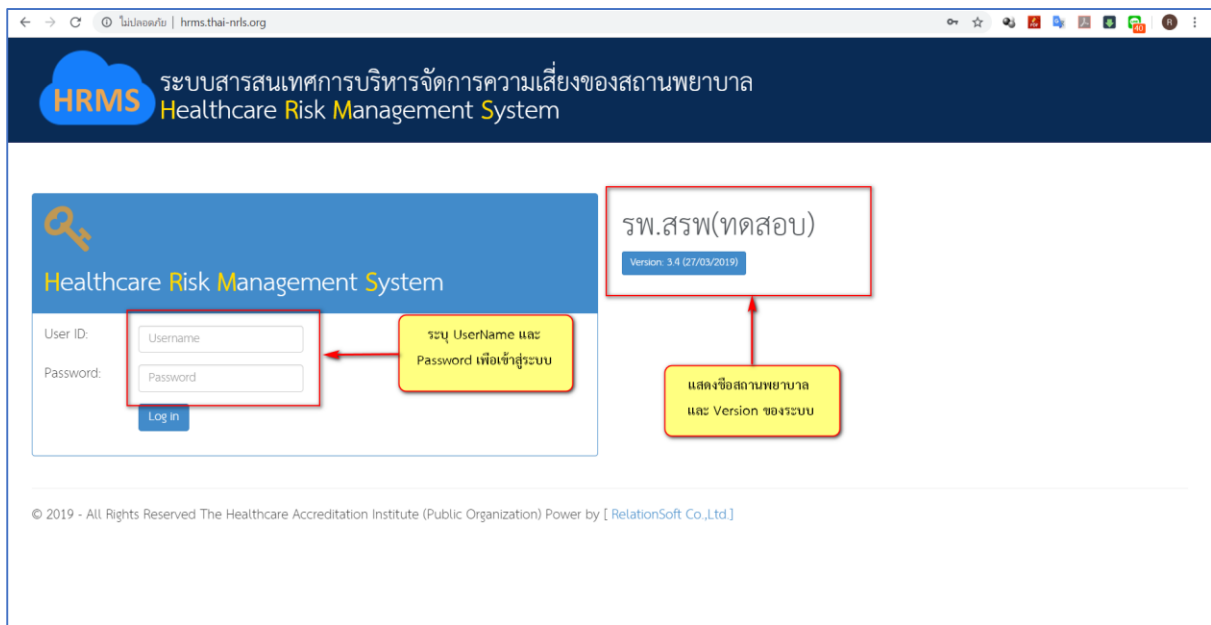 ไม่ปลอดภัย | hrms.thai-nrls.org
40
R
HRMS
ระบบสารสนเทศการบริหารจัดการความเสี่ยงของสถานพยาบาล
Healthcare Risk Management System
Healthcare Risk Management System
User ID:
Username
Password:
Password
Log in
ระบุ UserName และ
Password เพื่อเข้าสู่ระบบ
รพ.สรพ(ทดสอบ)
Version: 3.4 (27/03/2019)
แสดงชื่อสถานพยาบาล
และ Version ของระบบ
© 2019 - All Rights Reserved The Healthcare Accreditation Institute (Public Organization) Power by [ RelationSoft Co.,Ltd.]